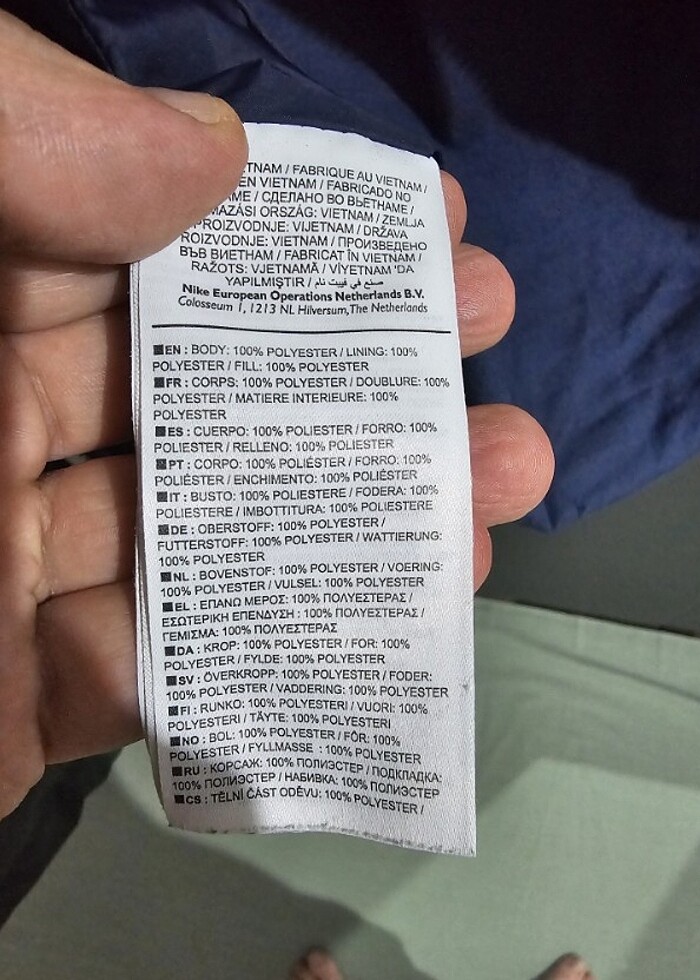 TNAM / FABRIQUE AU VIETNAM /
EN VIETNAM / FABRICADO NO
/ СДЕЛАНО ВО ВЬЕТНАМЕ /
MAZÁSI ORSZÁG: VIETNAM / ZEMLJA
PROIZVODNJE: VIJETNAM / DRŽAVA
ROIZVODNJE: VIETNAM / ПРОИЗВЕДЕНО
ВЪВ ВИЕТНАМ / FABRICAT ÎN VIETNAM /
RAŽOTS: VJETNAMĀ / VİYETNAM 'DA
YAPILMIŞTIR / صنع في فييت نام
Nike European Operations Netherlands B.V.
Colosseum 1, 1213 NL Hilversum,The Netherlands
EN : BODY: 100% POLYESTER / LINING: 100%
POLYESTER / FILL: 100% POLYESTER
FR : CORPS: 100% POLYESTER / DOUBLURE: 100%
POLYESTER / MATIERE INTERIEURE: 100%
POLYESTER
ES : CUERPO: 100% POLIESTER / FORRO: 100%
POLIESTER / RELLENO: 100% POLIESTER
PT : CORPO: 100% POLIÉSTER / FORRO: 100%
POLIÉSTER / ENCHIMENTO: 100% POLIÉSTER
IT : BUSTO: 100% POLIESTERE / FODERA: 100%
POLIESTERE / IMBOTTITURA: 100% POLIESTERE
DE : OBERSTOFF: 100% POLYESTER /
FUTTERSTOFF: 100% POLYESTER / WATTIERUNG:
100% POLYESTER
NL : BOVENSTOF: 100% POLYESTER / VOERING:
100% POLYESTER / VULSEL: 100% POLYESTER
EL : ΕΠΑΝΩ ΜΕΡΟΣ: 100% ΠΟΛΥΕΣΤΕΡΑΣ /
ΕΣΩΤΕΡΙΚΗ ΕΠΕΝΔΥΣΗ : 100% ΠΟΛΥΕΣΤΕΡΑΣ /
ΓΕΜΙΣΜΑ: 100% ΠΟΛΥΕΣΤΕΡΑΣ
DA : KROP: 100% POLYESTER / FOR: 100%
POLYESTER / FYLDE: 100% POLYESTER
SV : ÖVERKROPP: 100% POLYESTER / FODER:
100% POLYESTER / VADDERING: 100% POLYESTER
FI : RUNKO: 100% POLYESTERI / VUORI: 100%
POLYESTERI / TÄYTE: 100% POLYESTERI
NO : BOL: 100% POLYESTER / FÔR: 100%
POLYESTER / FYLLMASSE : 100% POLYESTER
RU : КОРСАЖ: 100% ПОЛИЭСТЕР / ПОДКЛАДКА:
100% ПОЛИЭСТЕР / НАБИВКА: 100% ПОЛИЭСТЕР
CS : TĚLNÍ ČÁST ODĚVU: 100% POLYESTER /